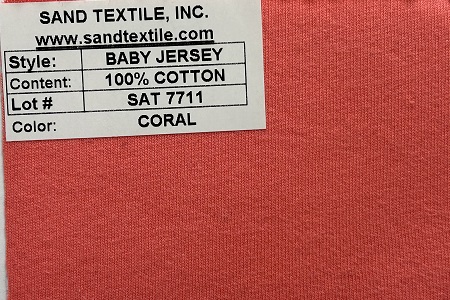 SAND TEXTILE, INC.
www.sandtextile.com
Style: BABY JERSEY
Content: 100% COTTON
Lot # SAT 7711
Color: CORAL